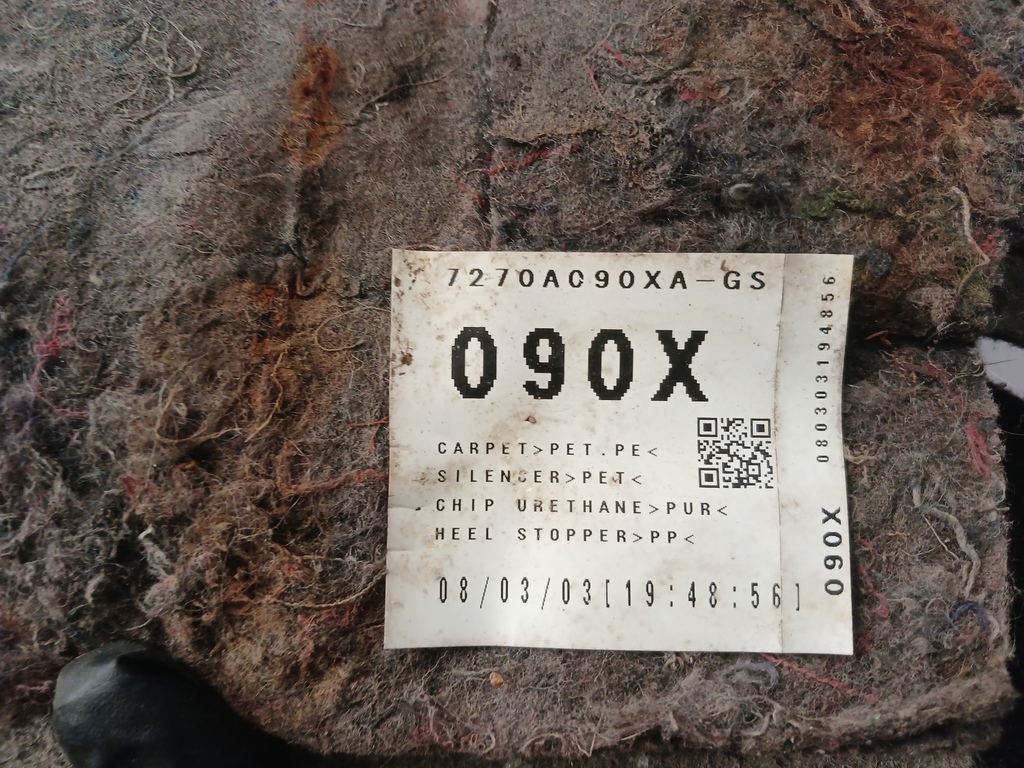 7270A090XA-GS
090X
CARPET>PET.PE<
SILENCER>PET<
CHIP URETHANE>PUR<
HEEL STOPPER>PP<
08/03/03[19:48:56]
080303194856
090X